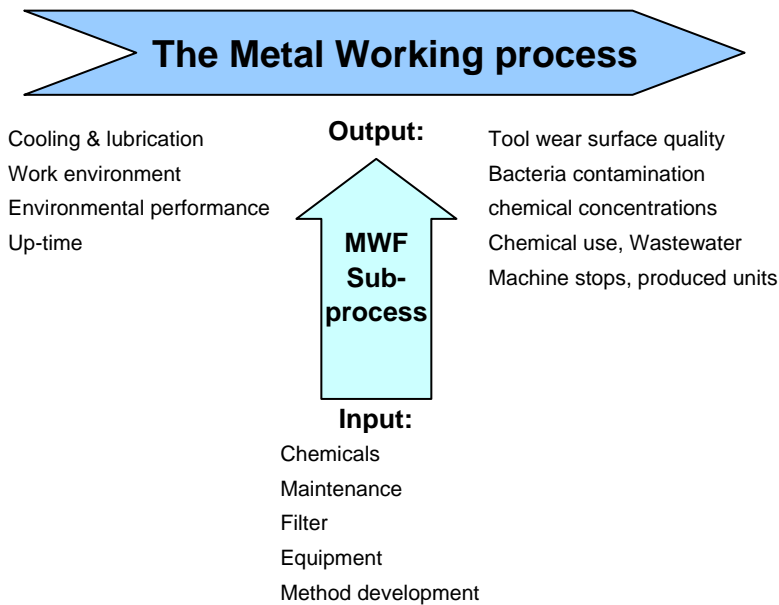 The Metal Working process
Output:
Cooling & lubrication
Work environment
Environmental performance
Up-time
Tool wear surface quality
Bacteria contamination
chemical concentrations
Chemical use, Wastewater
Machine stops, produced units
MWF
Sub-
process
Input:
Chemicals
Maintenance
Filter
Equipment
Method development